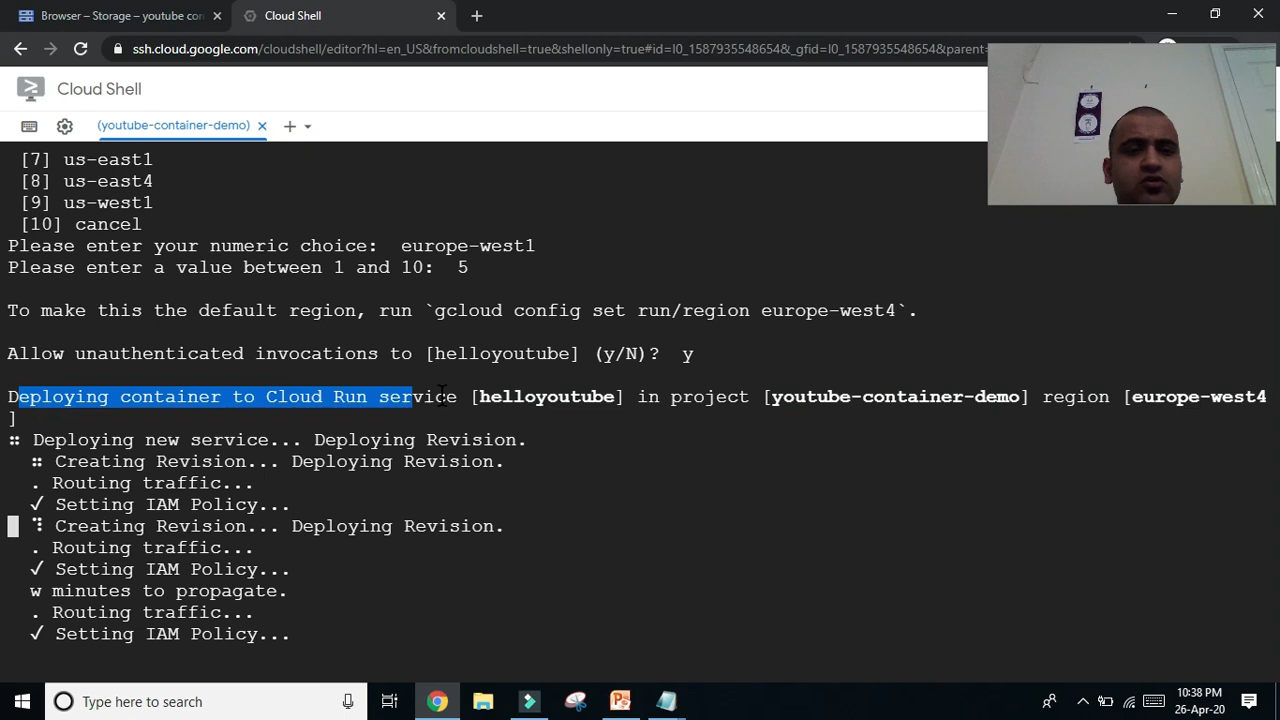 Browser – Storage – youtube con
Cloud Shell
ssh.cloud.google.com/cloudshell/editor?hl=en_US&fromcloudshell=true&shellonly=true#id=I0_1587935548654&_gfid=I0_1587935548654&parent=
Cloud Shell
(youtube-container-demo)
[7] us-east1
[8] us-east4
[9] us-west1
[10] cancel
Please enter your numeric choice: europe-west1
Please enter a value between 1 and 10: 5
To make this the default region, run `gcloud config set run/region europe-west4`.
Allow unauthenticated invocations to [helloyoutube] (y/N)? y
Deploying container to Cloud Run service [helloyoutube] in project [youtube-container-demo] region [europe-west4
]
Deploying new service... Deploying Revision.
Creating Revision... Deploying Revision.
. Routing traffic...
✓ Setting IAM Policy...
Creating Revision... Deploying Revision.
. Routing traffic...
✓ Setting IAM Policy...
w minutes to propagate.
. Routing traffic...
✓ Setting IAM Policy...
Type here to search
10:38 PM
26-Apr-20